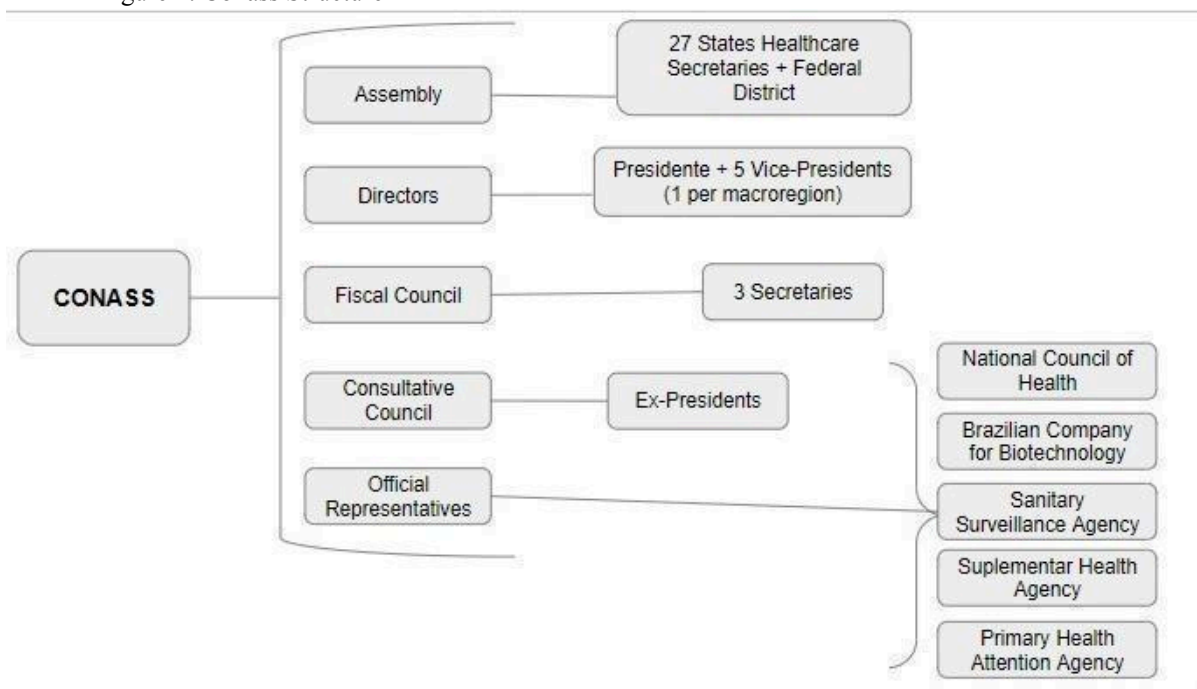 CONASS
Assembly
27 States Healthcare
Secretaries + Federal
District
Directors
Presidente + 5 Vice-Presidents
(1 per macroregion)
Fiscal Council
3 Secretaries
Consultative
Council
Ex-Presidents
Official
Representatives
National Council of
Health
Brazilian Company
for Biotechnology
Sanitary
Surveillance Agency
Suplementar Health
Agency
Primary Health
Attention Agency